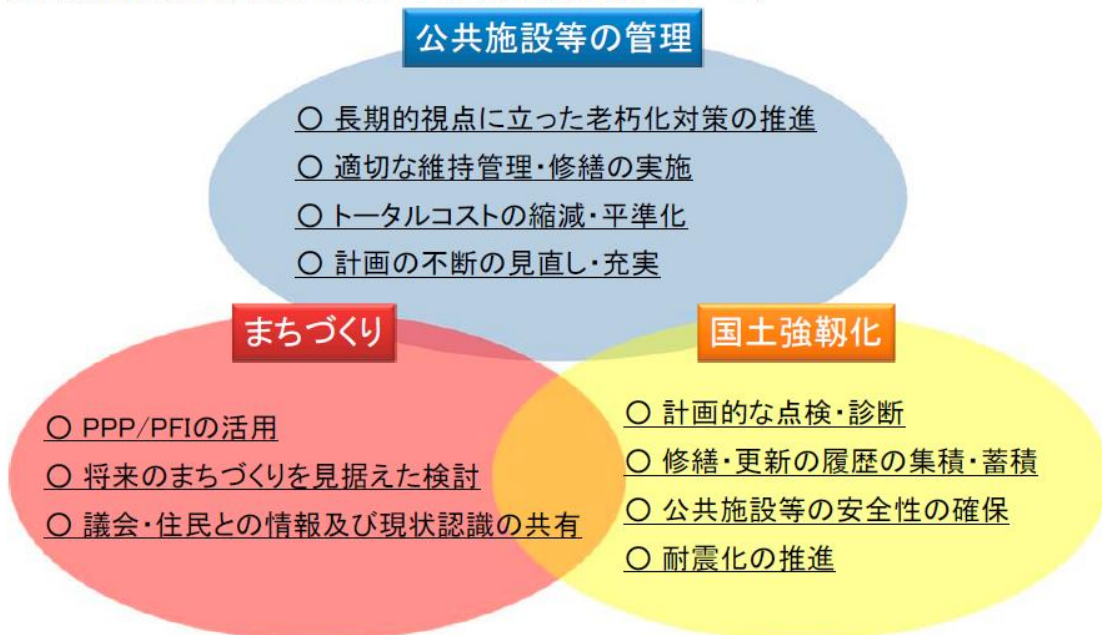 公共施設等の管理
〇 長期的視点に立った老朽化対策の推進
〇 適切な維持管理・修繕の実施
〇 トータルコストの縮減・平準化
〇 計画の不断の見直し・充実
まちづくり
〇 PPP/PFIの活用
〇 将来のまちづくりを見据えた検討
〇 議会・住民との情報及び現状認識の共有
国土強靱化
〇 計画的な点検・診断
〇 修繕・更新の履歴の集積・蓄積
〇 公共施設等の安全性の確保
〇 耐震化の推進